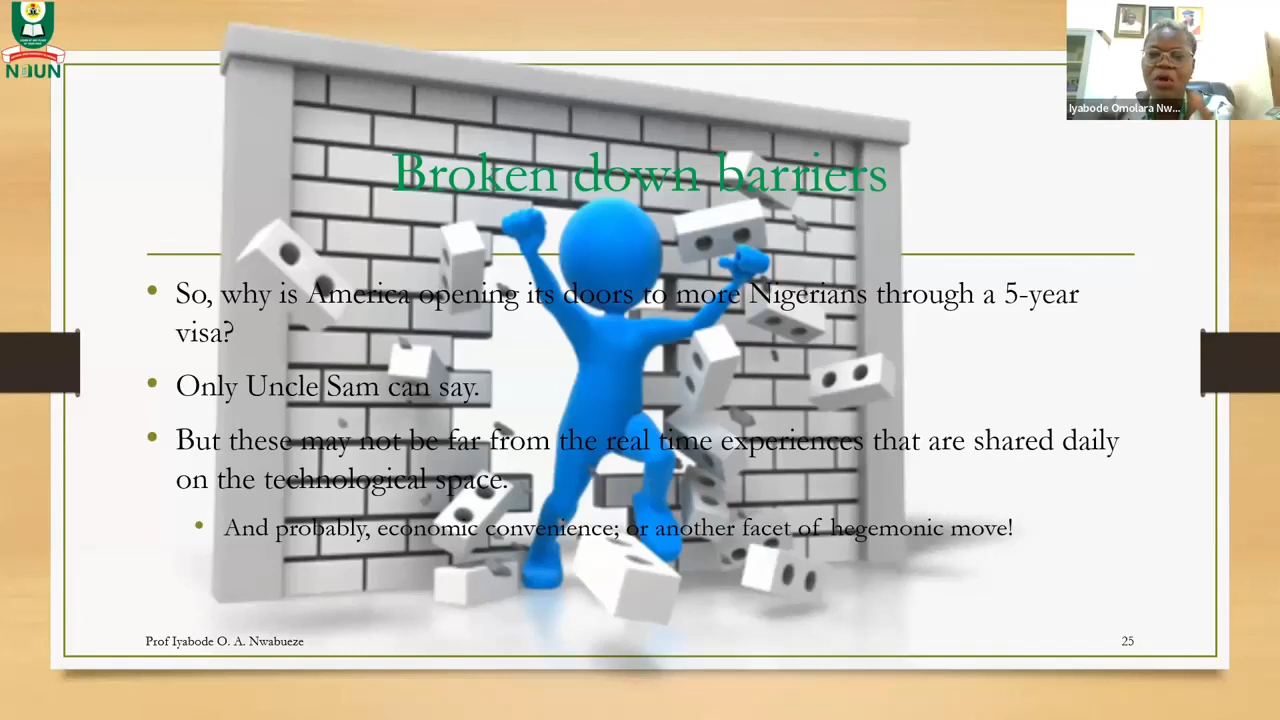 NOUN
Iyabode Omolara Nw...
Broken down barriers
So, why is America opening its doors to more Nigerians through a 5-year
visa?
Only Uncle Sam can say.
But these may not be far from the real time experiences that are shared daily
on the technological space.
And probably, economic convenience; or another facet of hegemonic move!
Prof Iyabode O. A. Nwabueze
25